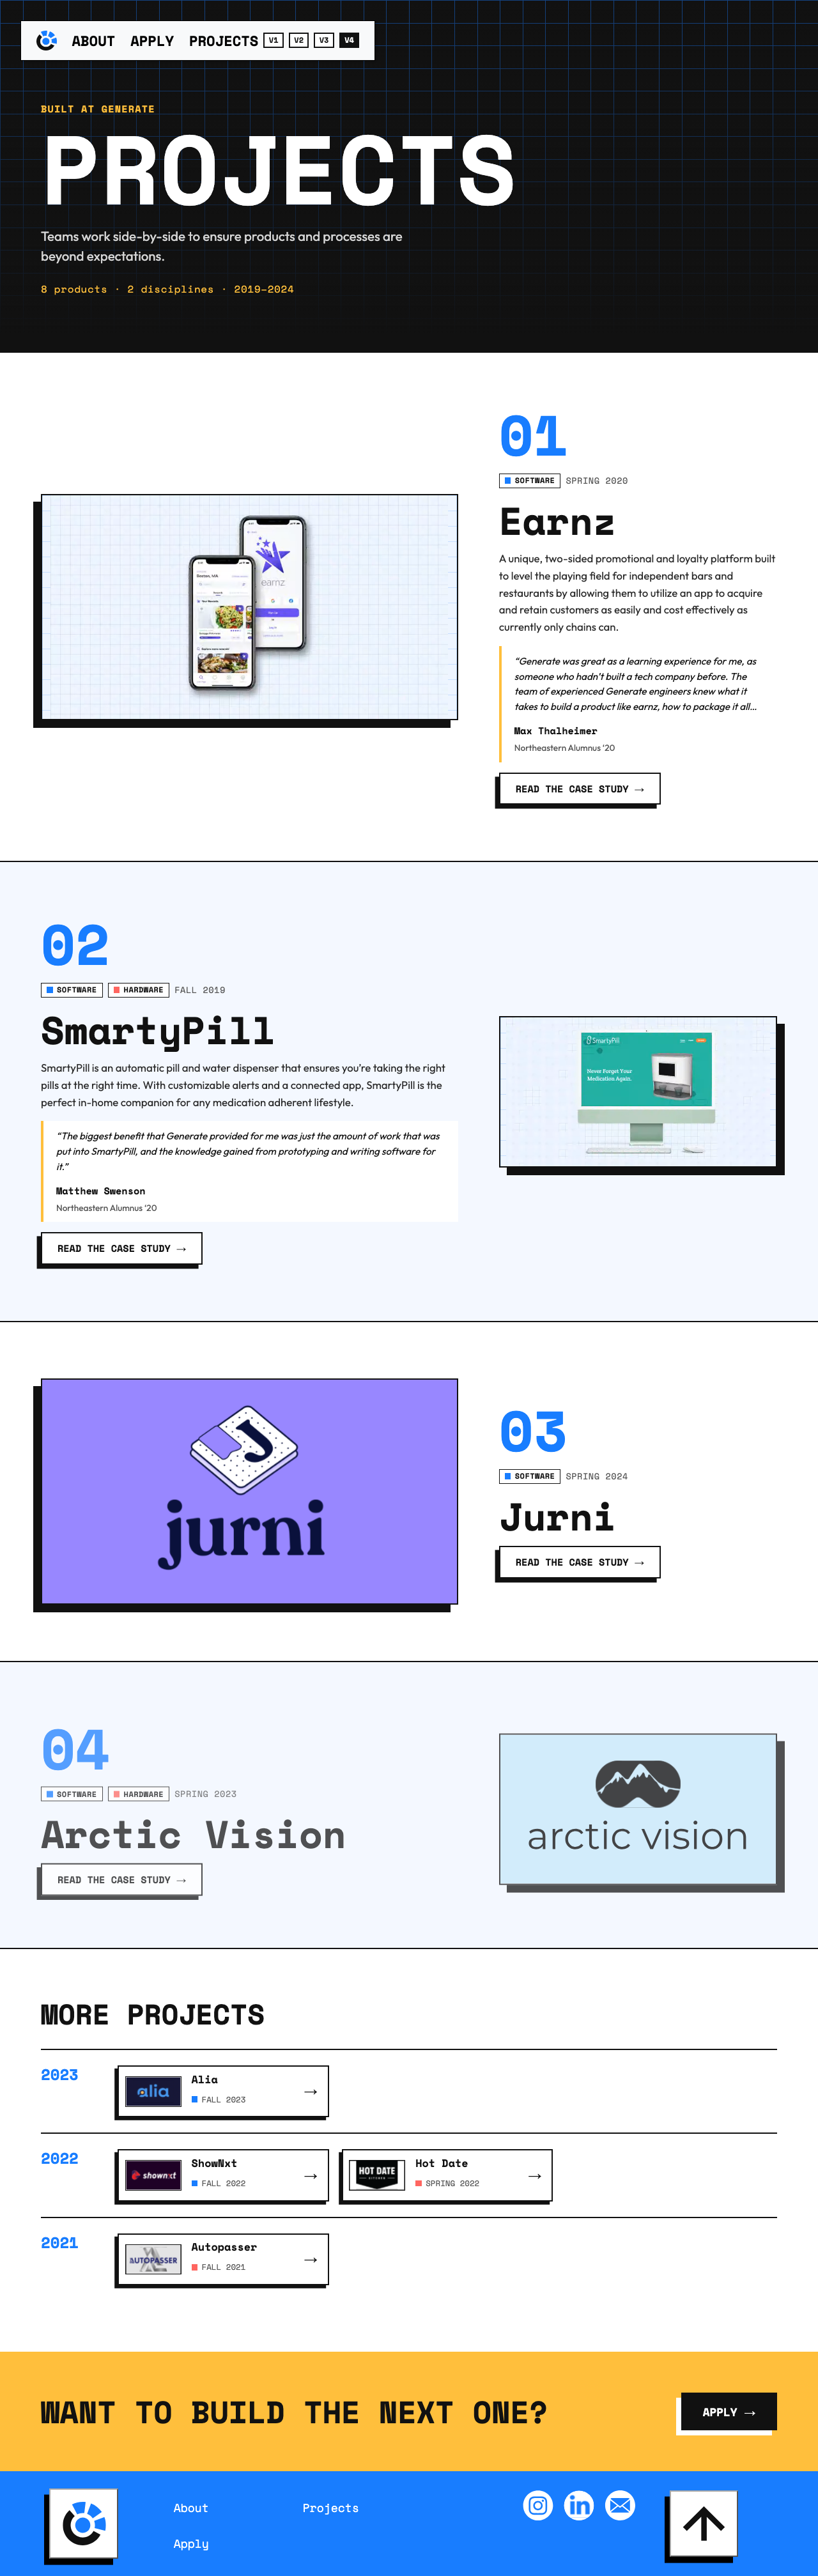 ABOUT APPLY PROJECTS V1 V2 V3 V4
BUILT AT GENERATE
PROJECTS
Teams work side-by-side to ensure products and processes are
beyond expectations.
8 products · 2 disciplines · 2019–2024
01
SOFTWARE SPRING 2020
Earnz
A unique, two-sided promotional and loyalty platform built
to level the playing field for independent bars and
restaurants by allowing them to utilize an app to acquire
and retain customers as easily and cost effectively as
currently only chains can.
“Generate was great as a learning experience for me, as
someone who hadn’t built a tech company before. The
team of experienced Generate engineers knew what it
takes to build a product like earnz, how to package it all…
Max Thalheimer
Northeastern Alumnus ‘20
READ THE CASE STUDY →
earnz
Boston, MA
02
SOFTWARE HARDWARE FALL 2019
SmartyPill
SmartyPill is an automatic pill and water dispenser that ensures you’re taking the right
pills at the right time. With customizable alerts and a connected app, SmartyPill is the
perfect in-home companion for any medication adherent lifestyle.
“The biggest benefit that Generate provided for me was just the amount of work that was
put into SmartyPill, and the knowledge gained from prototyping and writing software for
it.”
Matthew Swenson
Northeastern Alumnus ‘20
READ THE CASE STUDY →
SmartyPill
Never Forget Your
Medication Again.
jurni
03
SOFTWARE SPRING 2024
Jurni
READ THE CASE STUDY →
04
SOFTWARE HARDWARE SPRING 2023
Arctic Vision
READ THE CASE STUDY →
arctic vision
MORE PROJECTS
2023
alia
Alia
FALL 2023
→
2022
shownxt
ShowNxt
FALL 2022
→
HOT DATE
KITCHEN
Hot Date
SPRING 2022
→
2021
AUTOPASSER
Autopasser
FALL 2021
→
WANT TO BUILD THE NEXT ONE?
APPLY →
About
Projects
Apply